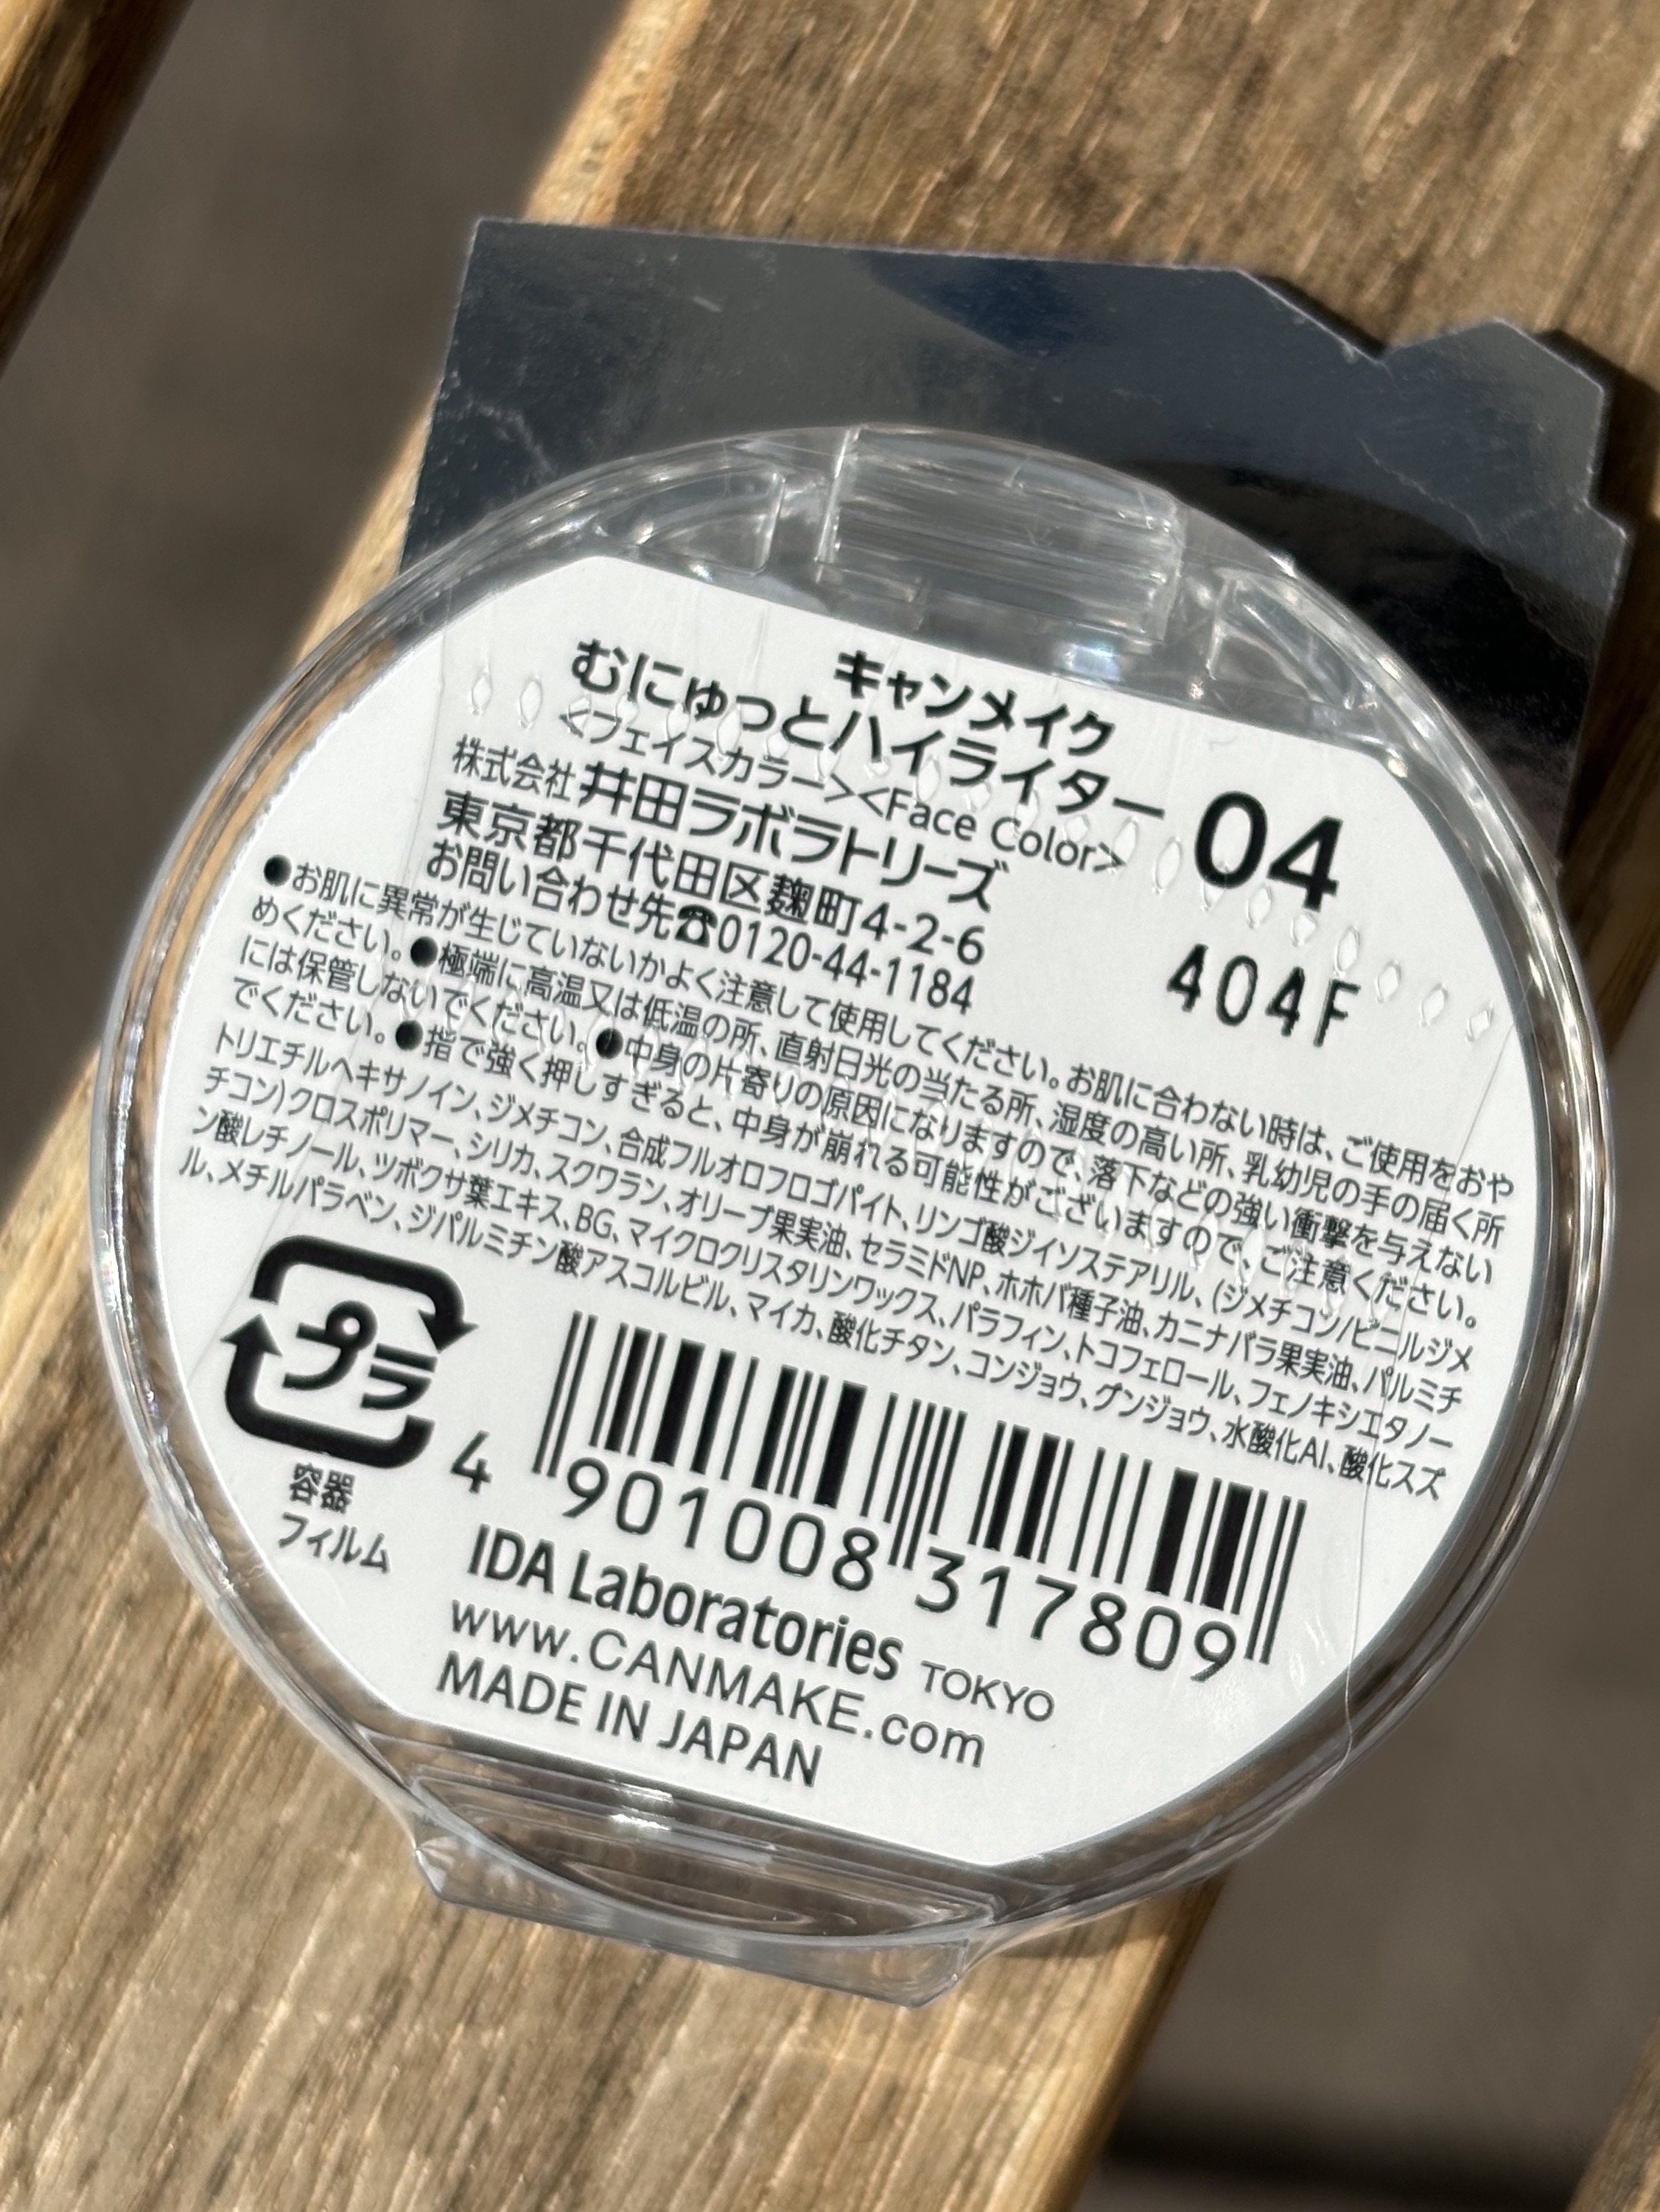 キャンメイク
むにゅっとハイライター 04
<フェイスカラー><Face Color>
株式会社 井田ラボラトリーズ
東京都千代田区麹町4-2-6
お問い合わせ先☎0120-44-1184
404F
●お肌に異常が生じていないかよく注意して使用してください。お肌に合わない時は、ご使用をおや
めください。●極端に高温又は低温の所、直射日光の当たる所、湿度の高い所、乳幼児の手の届く所
には保管しないでください。●中身の片寄りの原因になりますので、落下などの強い衝撃を与えない
でください。●指で強く押しすぎると、中身が崩れる可能性がございますので、ご注意ください。
トリエチルヘキサノイン、ジメチコン、合成フルオロフロゴパイト、リンゴ酸ジイソステアリル、(ジメチコン/ビニルジメ
チコン)クロスポリマー、シリカ、スクワラン、オリーブ果実油、セラミドNP、ホホバ種子油、カニナバラ果実油、パルミチ
ン酸レチノール、ツボクサ葉エキス、BG、マイクロクリスタリンワックス、パラフィン、トコフェロール、フェノキシエタノー
ル、メチルパラベン、ジパルミチン酸アスコルビル、マイカ、酸化チタン、コンジョウ、グンジョウ、水酸化Al、酸化スズ
プラ
容器
フィルム
4 901008 317809
IDA Laboratories TOKYO
www.CANMAKE.com
MADE IN JAPAN